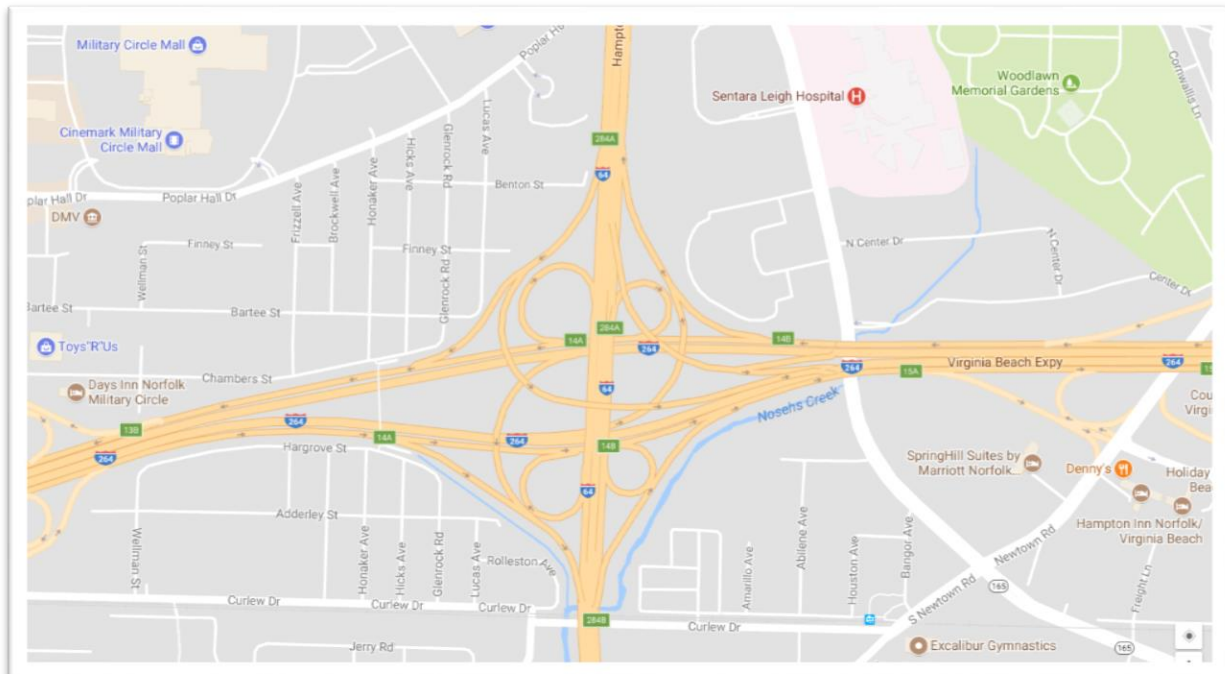 Military Circle Mall
Cinemark Military
Circle Mall
Poplar Hall Dr
DMV
Poplar
Hampto
Lucas Ave
Glenrock Rd
Hicks Ave
Honaker Ave
Benton St
Frizzell Ave
Brockwell Ave
Finney St
Finney St
Wellman St
Glenrock Rd
Bartee St
Bartee St
Toys"R"Us
Chambers St
Days Inn Norfolk
Military Circle
284A
64
284A
14A
264
14B
64
13B
264
264
14A
264
14B
64
Hargrove St
Adderley St
Wellman St
Honaker Ave
Hicks Ave
Glenrock Rd
Lucas Ave
Rolleston Ave
Curlew Dr
Curlew Dr
Curlew Dr
Jerry Rd
284B
Curlew Dr
Sentara Leigh Hospital
Woodlawn
Memorial Gardens
Cornwallis Ln
N Center Dr
N Center Dr
Center Dr
Virginia Beach Expy
264
264
15A
Nosehs Creek
SpringHill Suites by
Marriott Norfolk...
Denny's
Holiday
Hampton Inn Norfolk/
Virginia Beach
Newtown Rd
S Newtown Rd
165
165
Freight Ln
Amarillo Ave
Abilene Ave
Houston Ave
Bangor Ave
Excalibur Gymnastics